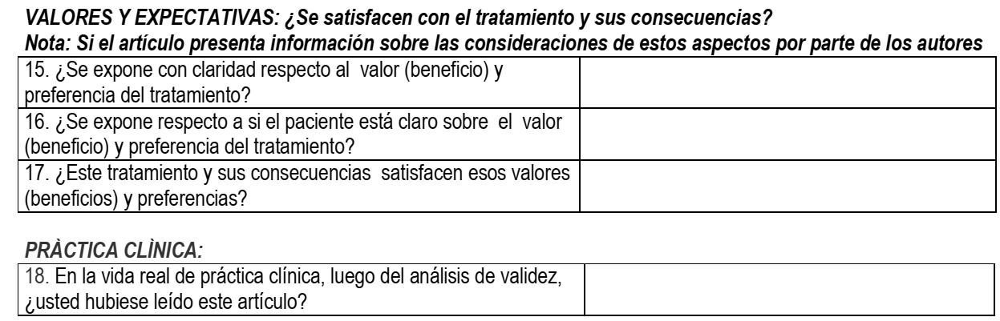 VALORES Y EXPECTATIVAS: ¿Se satisfacen con el tratamiento y sus consecuencias?
Nota: Si el artículo presenta información sobre las consideraciones de estos aspectos por parte de los autores
15. ¿Se expone con claridad respecto al  valor (beneficio) y
preferencia del tratamiento?
16. ¿Se expone respecto a si el paciente está claro sobre  el  valor
(beneficio) y preferencia del tratamiento?
17. ¿Este tratamiento y sus consecuencias  satisfacen esos valores
(beneficios) y preferencias?
PRÀCTICA CLÌNICA:
18. En la vida real de práctica clínica, luego del análisis de validez,
¿usted hubiese leído este artículo?